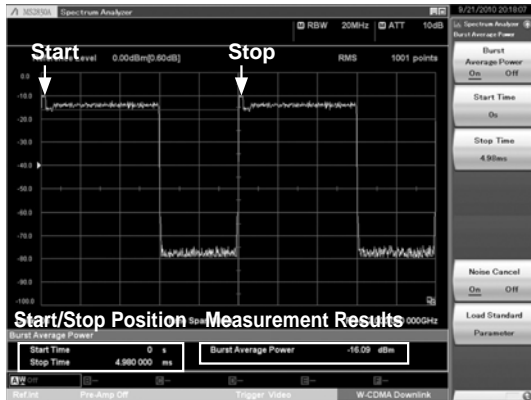 MS2830A Spectrum Analyzer
9/21/2010 20:18:07
RBW 20MHz ATT 10dB
Spectrum Analyzer
Burst Average Power
Start Stop
Level 0.00dBm[0.60dB] RMS 1001 points
Burst
Average Power
On Off
Start Time
0s
Stop Time
4.98ms
Noise Cancel
On Off
Load Standard
Parameter
0.0
-10.0
-20.0
-30.0
-40.0
-50.0
-60.0
-80.0
-90.0
-100.0
Start/Stop Position Measurement Results
Burst Average Power
Start Time 0 s
Stop Time 4.980 000 ms
Burst Average Power -16.09 dBm
Ref.Int Pre-Amp Off Trigger Video W-CDMA Downlink